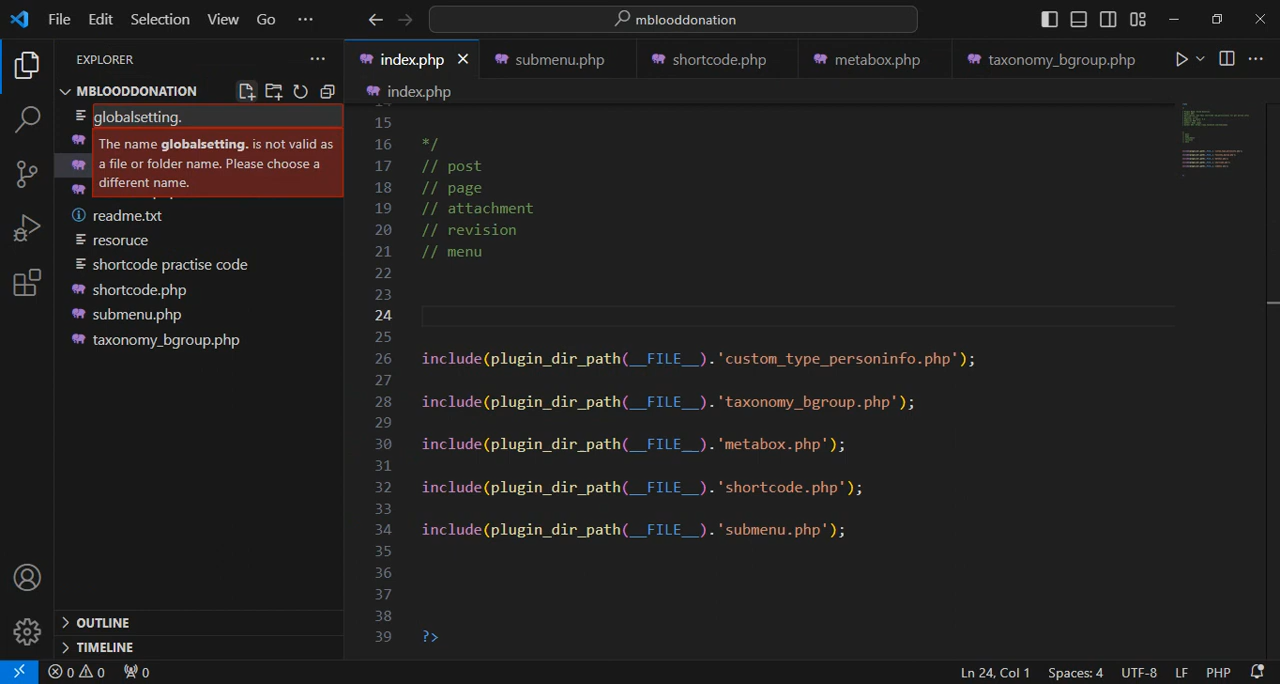 File Edit Selection View Go ···
mblooddonation
EXPLORER ···
index.php
submenu.php
shortcode.php
metabox.php
taxonomy_bgroup.php
···
MBLOODDONATION
index.php
globalsetting.
The name globalsetting. is not valid as
a file or folder name. Please choose a
different name.
readme.txt
resoruce
shortcode practise code
shortcode.php
submenu.php
taxonomy_bgroup.php
OUTLINE
TIMELINE
15
16 */
17 // post
18 // page
19 // attachment
20 // revision
21 // menu
22
23
24
25
26 include(plugin_dir_path(__FILE__).'custom_type_personinfo.php');
27
28 include(plugin_dir_path(__FILE__).'taxonomy_bgroup.php');
29
30 include(plugin_dir_path(__FILE__).'metabox.php');
31
32 include(plugin_dir_path(__FILE__).'shortcode.php');
33
34 include(plugin_dir_path(__FILE__).'submenu.php');
35
36
37
38
39 ?>
0 0 0 Ln 24, Col 1 Spaces: 4 UTF-8 LF PHP